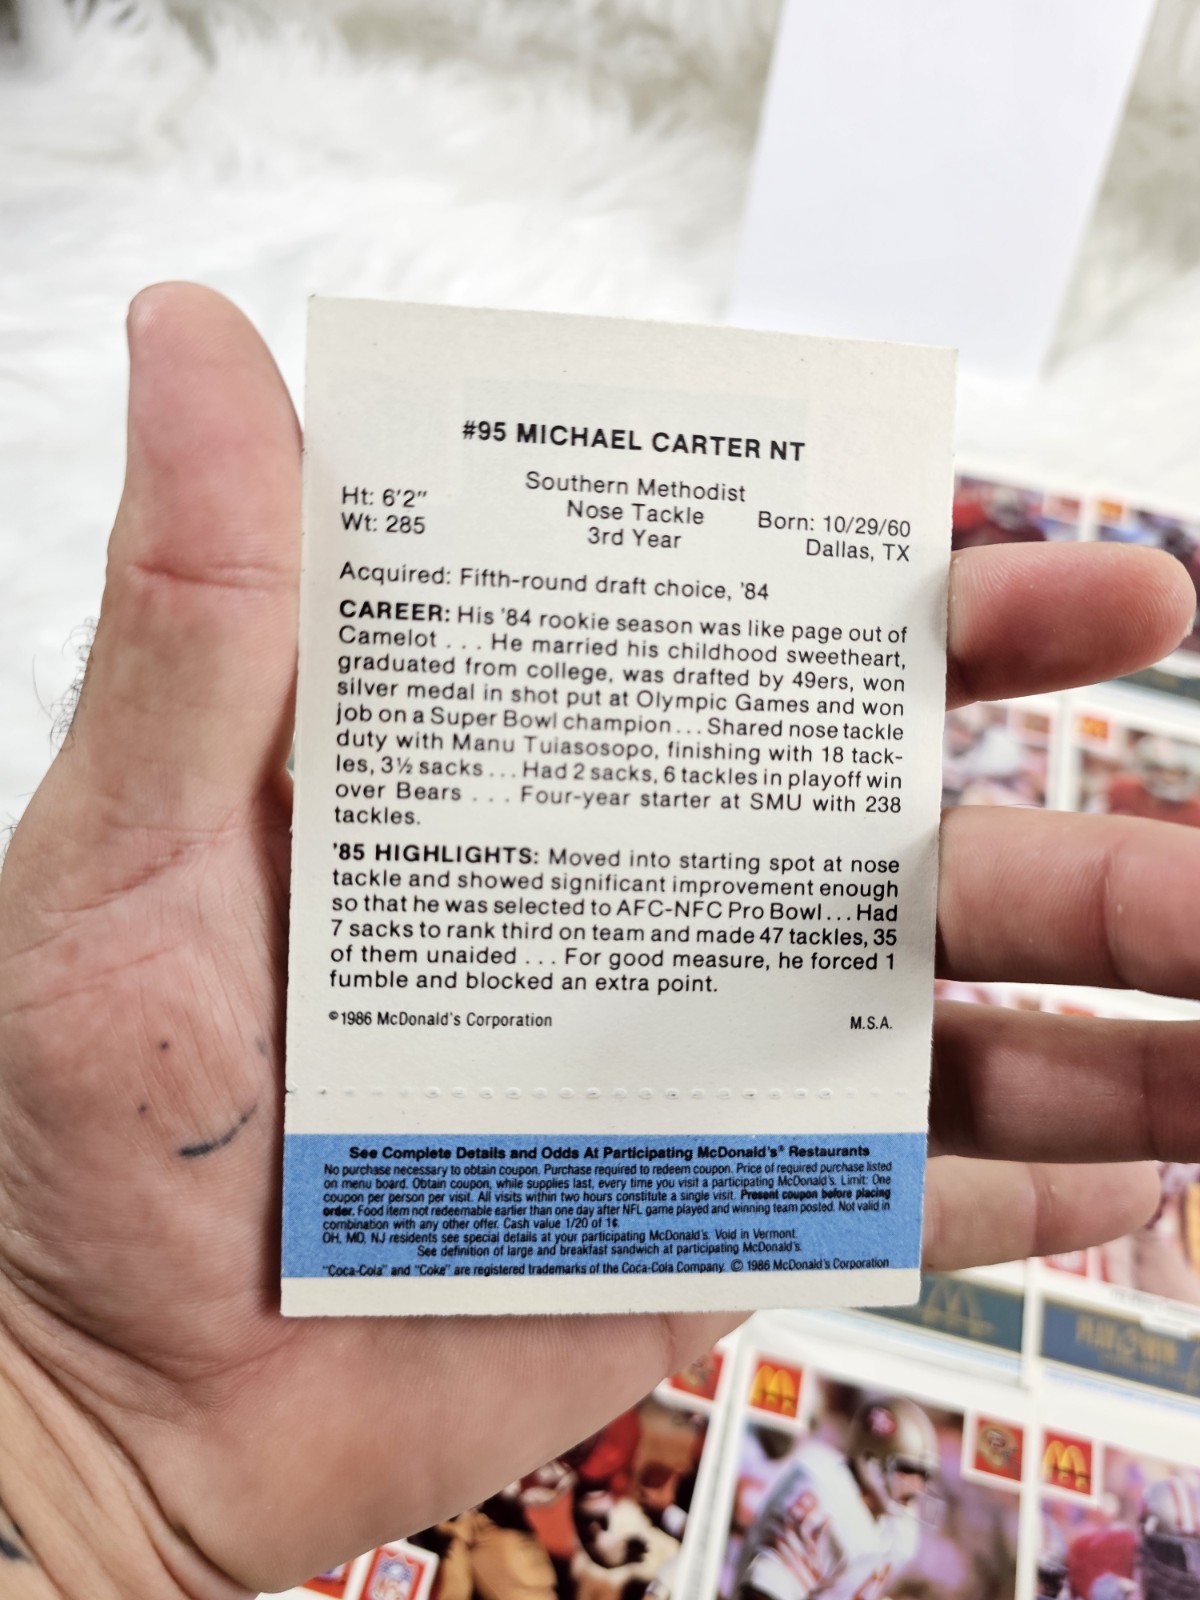 #95 MICHAEL CARTER NT
Southern Methodist
Ht: 6'2"
Nose Tackle
Born: 10/29/60
Wt: 285
3rd Year
Dallas, TX
Acquired: Fifth-round draft choice, '84
CAREER: His '84 rookie season was like page out of
Camelot . . . He married his childhood sweetheart,
graduated from college, was drafted by 49ers, won
silver medal in shot put at Olympic Games and won
job on a Super Bowl champion . . . Shared nose tackle
duty with Manu Tuiasosopo, finishing with 18 tack-
les, 3½ sacks . . . Had 2 sacks, 6 tackles in playoff win
over Bears . . . Four-year starter at SMU with 238
tackles.
'85 HIGHLIGHTS: Moved into starting spot at nose
tackle and showed significant improvement enough
so that he was selected to AFC-NFC Pro Bowl . . . Had
7 sacks to rank third on team and made 47 tackles, 35
of them unaided . . . For good measure, he forced 1
fumble and blocked an extra point.
©1986 McDonald's Corporation
M.S.A.
See Complete Details and Odds At Participating McDonald's® Restaurants
No purchase necessary to obtain coupon. Purchase required to redeem coupon. Price of required purchase listed
on menu board. Obtain coupon, while supplies last, every time you visit a participating McDonald's. Limit: One
coupon per person per visit. All visits within two hours constitute a single visit. Present coupon before placing
order. Food item not redeemable earlier than one day after NFL game played and winning team posted. Not valid in
combination with any other offer. Cash value 1/20 of 1¢.
OH, MD, NJ residents see special details at your participating McDonald's. Void in Vermont.
See definition of large and breakfast sandwich at participating McDonald's.
"Coca-Cola" and "Coke" are registered trademarks of the Coca-Cola Company. © 1986 McDonald's Corporation